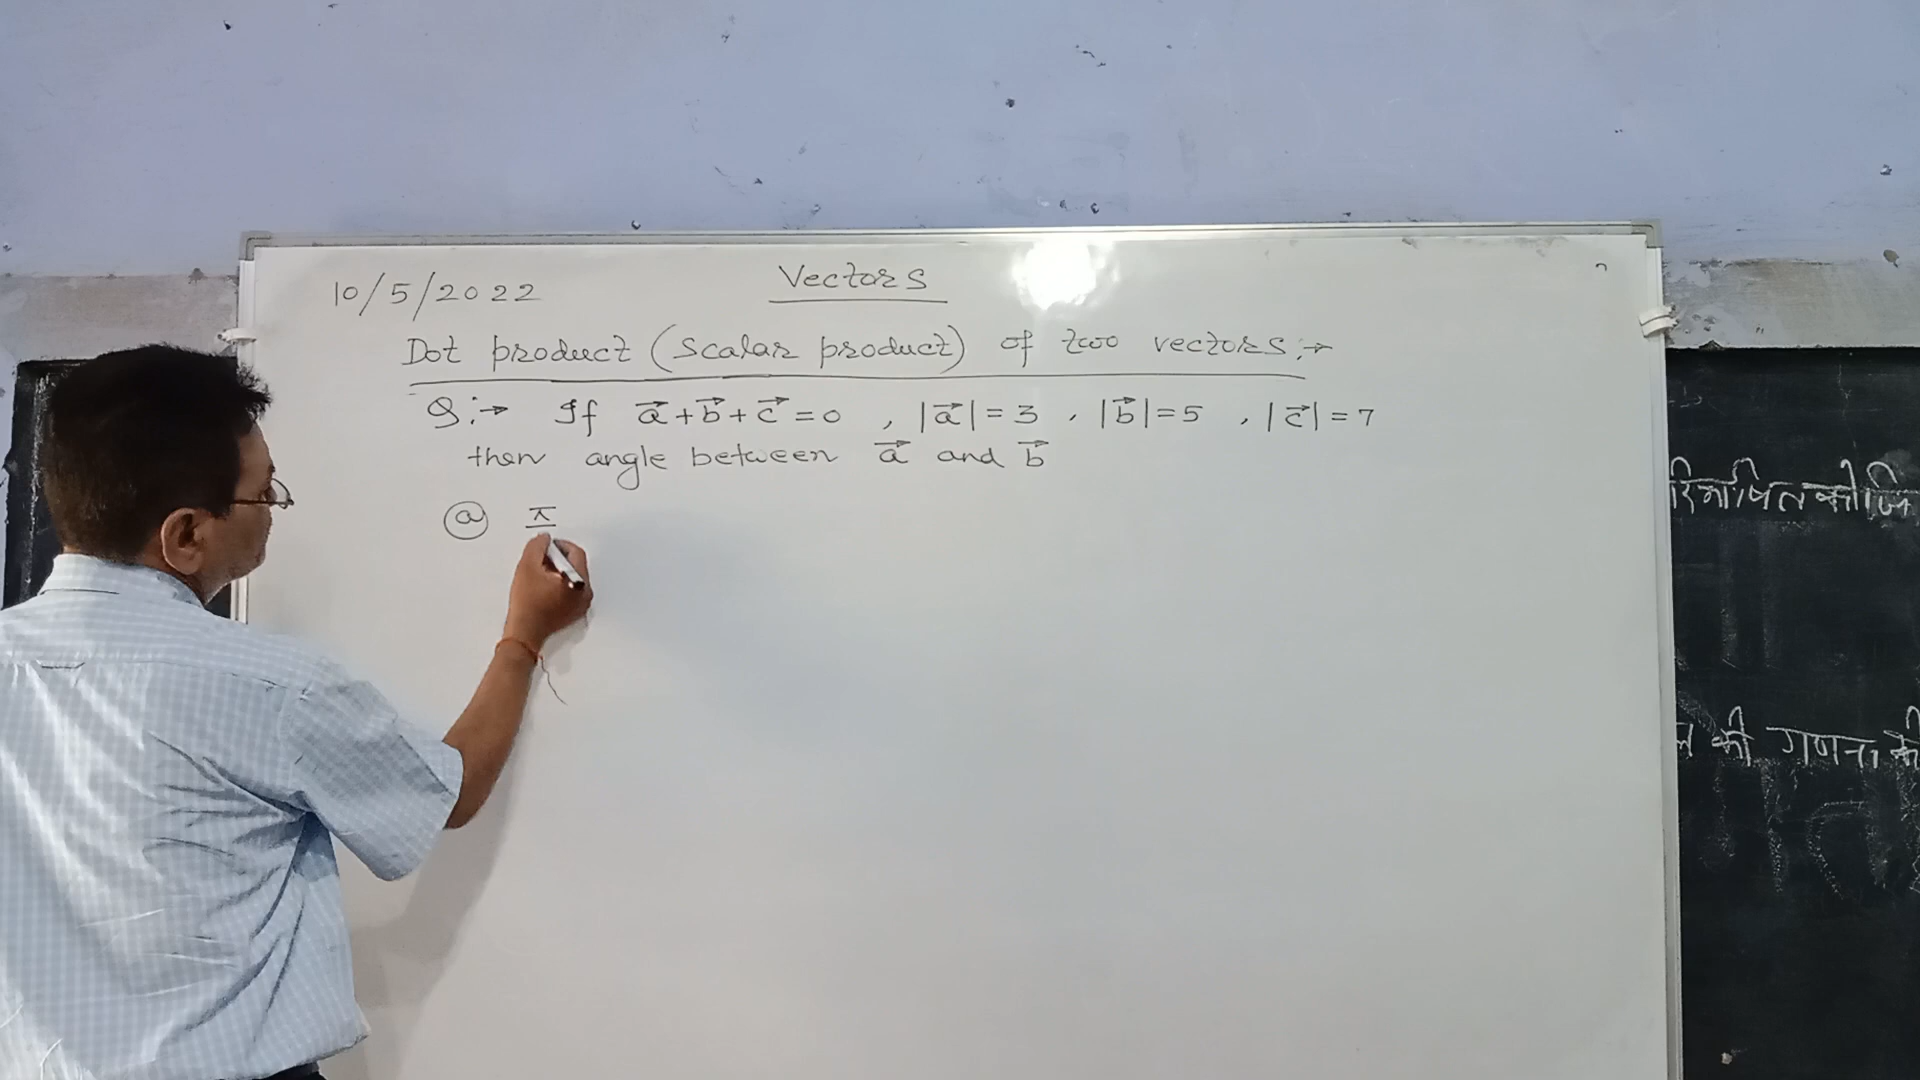 10/5/2022
Vectors
Dot product (Scalar product) of two vectors:→
Q:→ If a⃗+b⃗+c⃗=0 , |a⃗|=3 , |b⃗|=5 , |c⃗|=7
then angle between a⃗ and b⃗
ⓐ π
की गणना